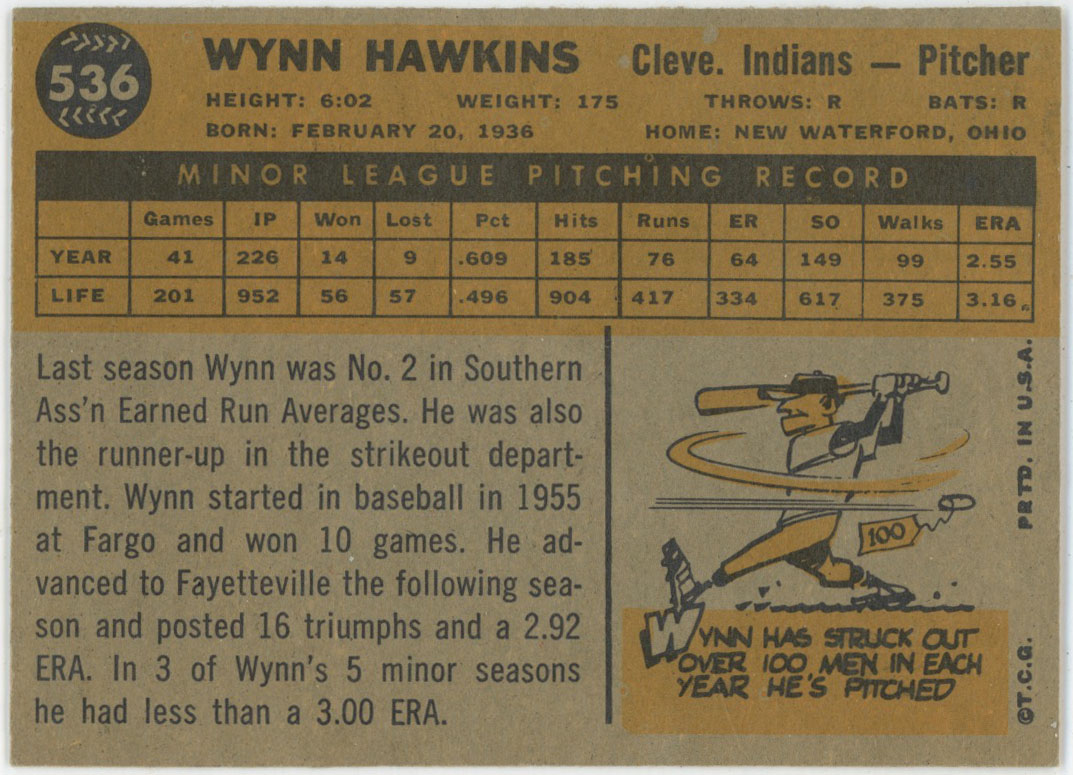 536
WYNN HAWKINS Cleve. Indians — Pitcher
HEIGHT: 6:02 WEIGHT: 175 THROWS: R BATS: R
BORN: FEBRUARY 20, 1936 HOME: NEW WATERFORD, OHIO
MINOR LEAGUE PITCHING RECORD
Games IP Won Lost Pct Hits Runs ER SO Walks ERA
YEAR 41 226 14 9 .609 185 76 64 149 99 2.55
LIFE 201 952 56 57 .496 904 417 334 617 375 3.16
Last season Wynn was No. 2 in Southern
Ass'n Earned Run Averages. He was also
the runner-up in the strikeout depart-
ment. Wynn started in baseball in 1955
at Fargo and won 10 games. He ad-
vanced to Fayetteville the following sea-
son and posted 16 triumphs and a 2.92
ERA. In 3 of Wynn's 5 minor seasons
he had less than a 3.00 ERA.
100
WYNN HAS STRUCK OUT
OVER 100 MEN IN EACH
YEAR HE'S PITCHED
PRTD. IN U.S.A.
©T.C.G.